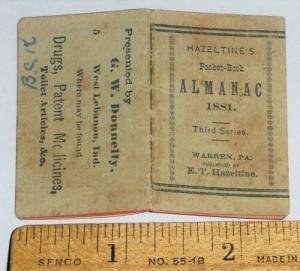 HAZELTINE'S
Pocket-Book
ALMANAC
1881.
Third Series.
WARREN, PA:
PUBLISHED BY
E. T. Hazeltine.
Presented by
G. W. Donnelly,
5 West Lebanon, Ind.
Where may be found
Drugs, Patent Medicines,
Toilet Articles, &c.
1 2
SENCO NO. 55-18 MADE IN